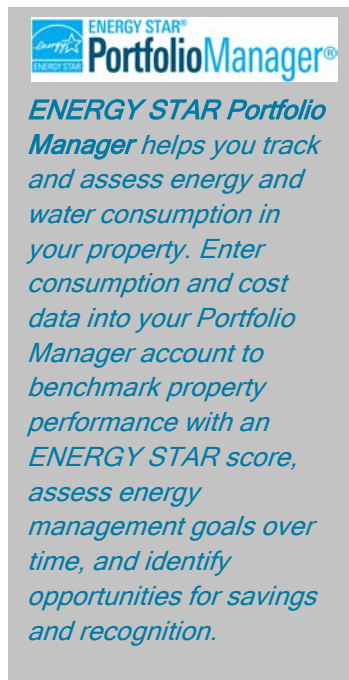 ENERGY STAR®
PortfolioManager®
energy
ENERGY STAR
ENERGY STAR Portfolio
Manager helps you track
and assess energy and
water consumption in
your property. Enter
consumption and cost
data into your Portfolio
Manager account to
benchmark property
performance with an
ENERGY STAR score,
assess energy
management goals over
time, and identify
opportunities for savings
and recognition.